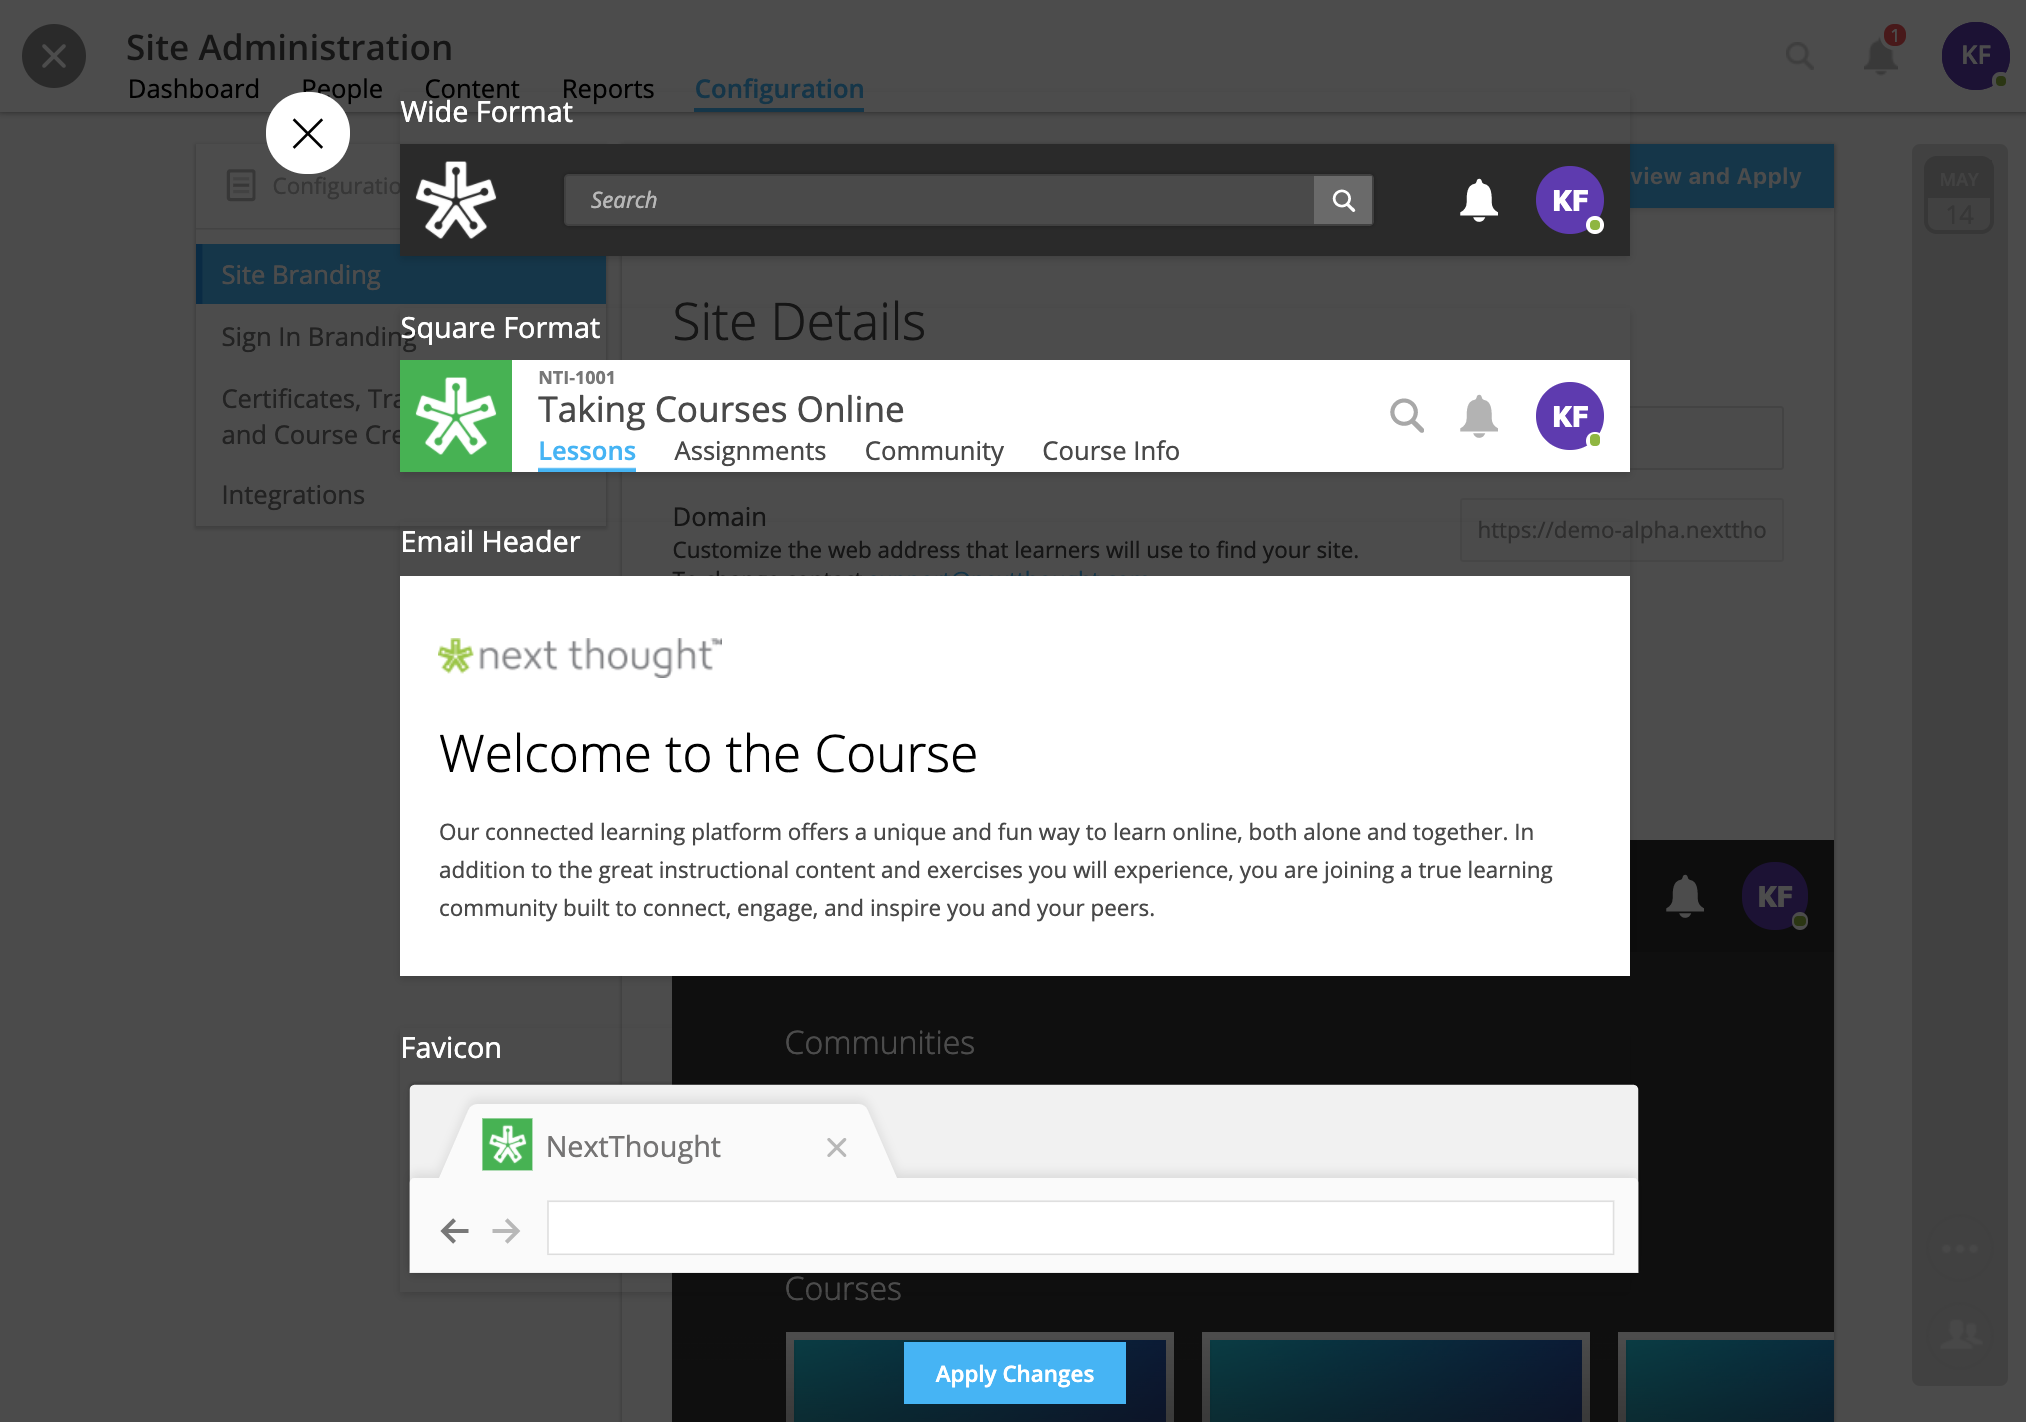 Site Administration
1
KF
Dashboard
People
Content
Reports
Configuration
Wide Format
Configuratio
Search
KF
view and Apply
MAY
14
Site Branding
Sign In Branding
Certificates, Tra
and Course Cre
Integrations
Site Details
Square Format
NTI-1001
Taking Courses Online
Lessons
Assignments
Community
Course Info
KF
Domain
Customize the web address that learners will use to find your site.
https://demo-alpha.nexttho
Email Header
next thought™
Welcome to the Course
Our connected learning platform offers a unique and fun way to learn online, both alone and together. In
addition to the great instructional content and exercises you will experience, you are joining a true learning
community built to connect, engage, and inspire you and your peers.
KF
Communities
Favicon
NextThought
Courses
Apply Changes